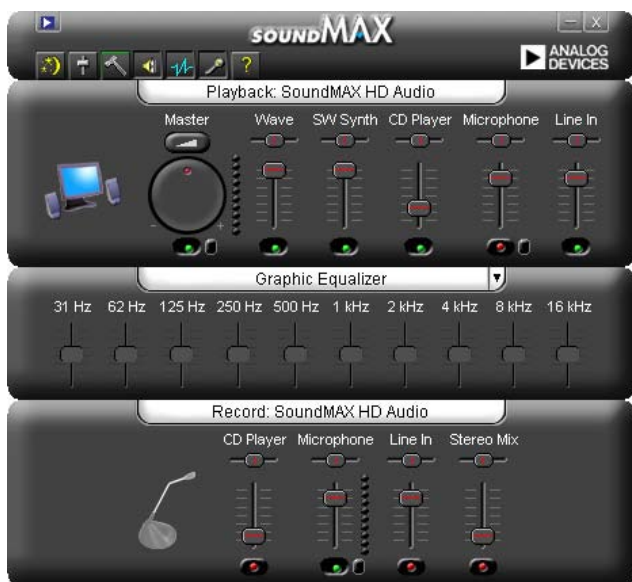 SOUNDMAX
ANALOG
DEVICES
?
Playback: SoundMAX HD Audio
Master Wave SW Synth CD Player Microphone Line In
- +
Graphic Equalizer
31 Hz 62 Hz 125 Hz 250 Hz 500 Hz 1 kHz 2 kHz 4 kHz 8 kHz 16 kHz
Record: SoundMAX HD Audio
CD Player Microphone Line In Stereo Mix